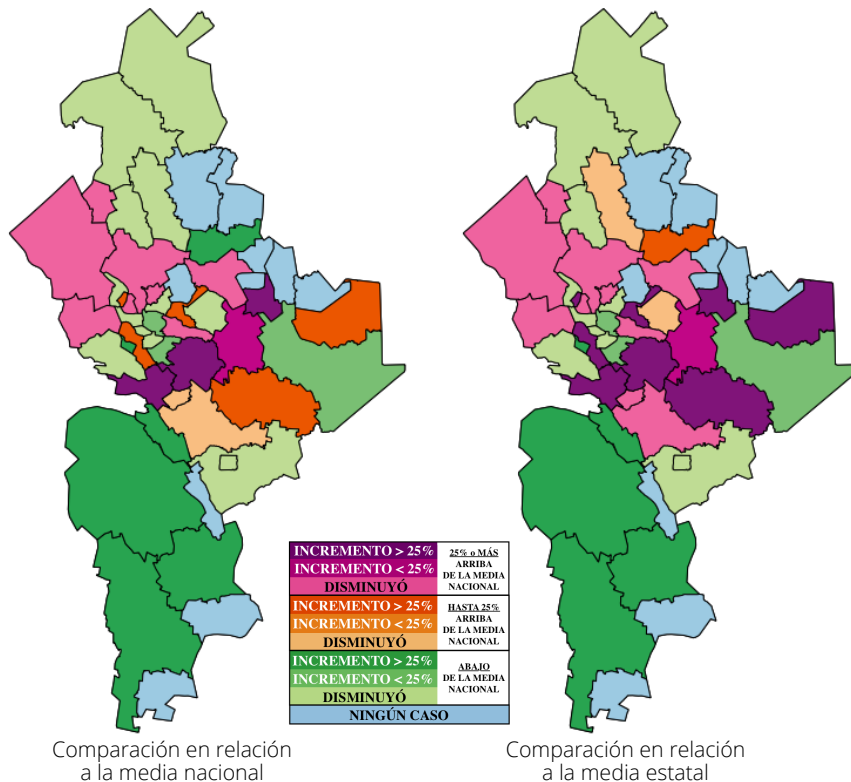 INCREMENTO > 25%
INCREMENTO < 25%
DISMINUYÓ
25% o MÁS
ARRIBA
DE LA MEDIA
NACIONAL
INCREMENTO > 25%
INCREMENTO < 25%
DISMINUYÓ
HASTA 25%
ARRIBA
DE LA MEDIA
NACIONAL
INCREMENTO > 25%
INCREMENTO < 25%
DISMINUYÓ
ABAJO
DE LA MEDIA
NACIONAL
NINGÚN CASO
Comparación en relación
a la media nacional
Comparación en relación
a la media estatal